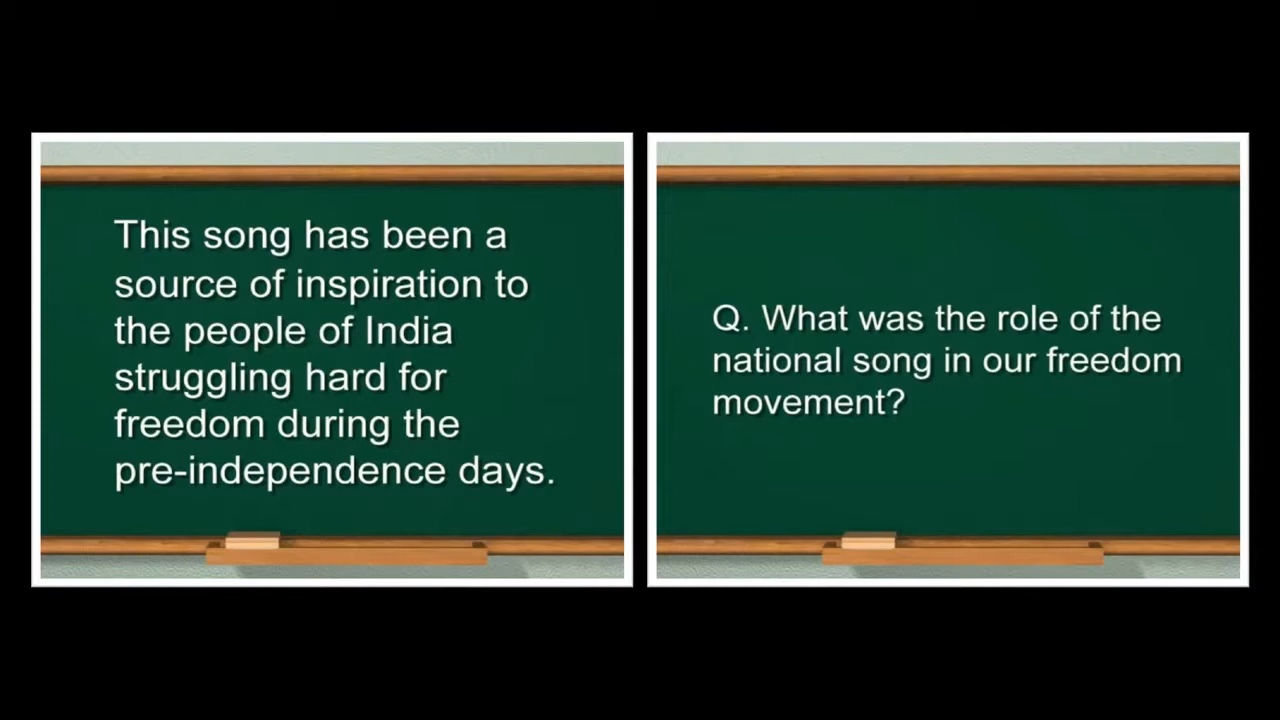 This song has been a
source of inspiration to
the people of India
struggling hard for
freedom during the
pre-independence days.
Q. What was the role of the
national song in our freedom
movement?